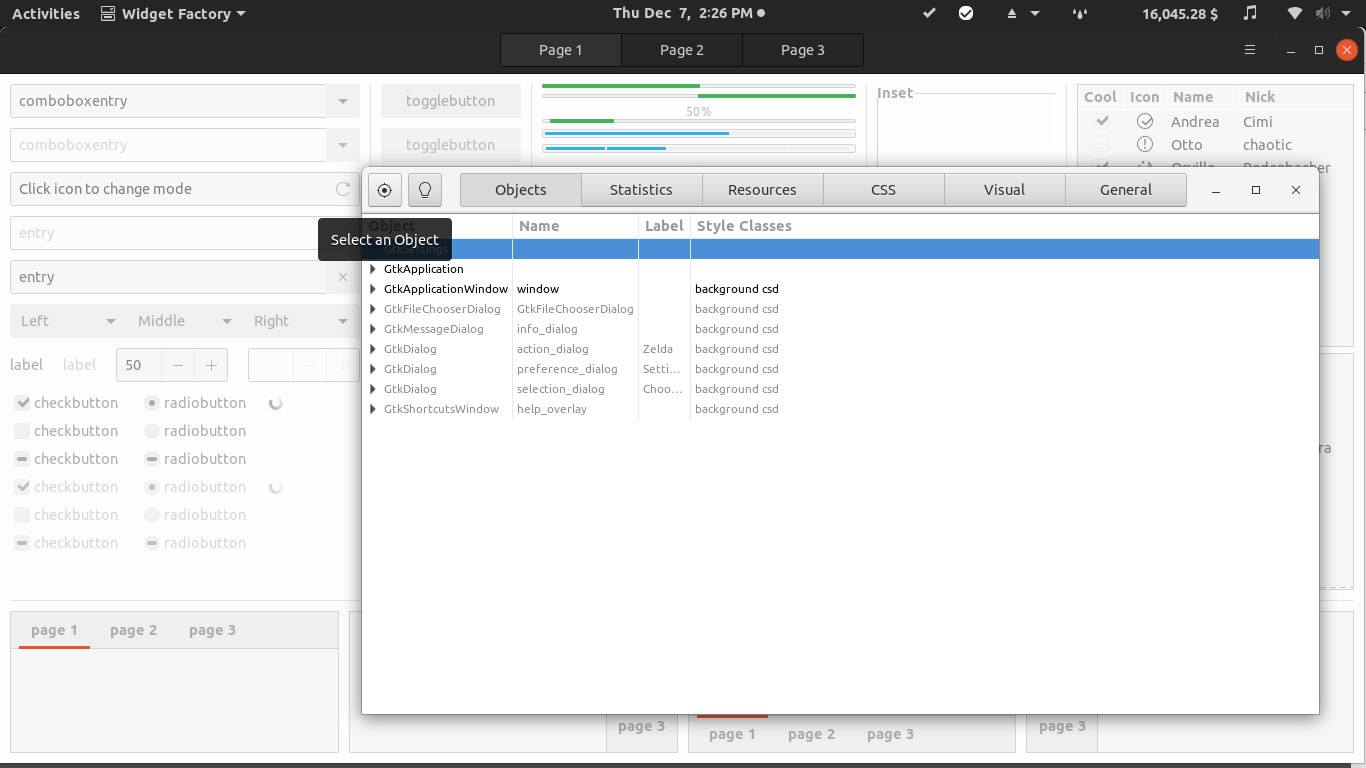 Activities Widget Factory Thu Dec 7, 2:26 PM 16,045.28 $
Page 1 Page 2 Page 3
comboboxentry togglebutton Inset Cool Icon Name Nick
50%
Andrea Cimi
comboboxentry togglebutton Otto chaotic
Orville Redenbacher
Click icon to change mode
Objects Statistics Resources CSS Visual General
entry
Select an Object
Object Name Label Style Classes
GtkSettings
GtkApplication
entry
GtkApplicationWindow window background csd
GtkFileChooserDialog GtkFileChooserDialog background csd
Left Middle Right
GtkMessageDialog info_dialog background csd
GtkDialog action_dialog Zelda background csd
label label 50
GtkDialog preference_dialog Setti... background csd
GtkDialog selection_dialog Choo... background csd
checkbutton radiobutton
GtkShortcutsWindow help_overlay background csd
checkbutton radiobutton
checkbutton radiobutton
checkbutton radiobutton
checkbutton radiobutton
checkbutton radiobutton
page 1 page 2 page 3
page 3
page 1 page 2 page 3
page 3